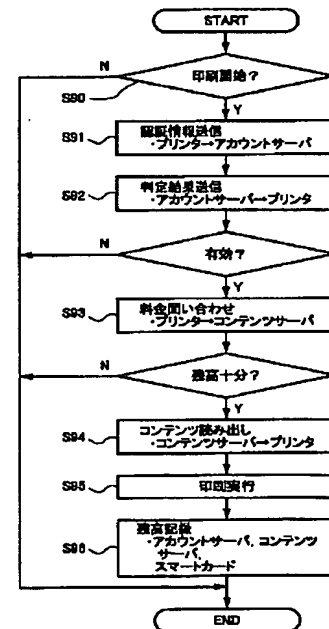 START
印刷開始?
N
S90
Y
S91
認証情報送信
・プリンター→アカウントサーバ
S92
判定結果送信
・アカウントサーバ→プリンタ
N
有効?
Y
S93
料金問い合わせ
・プリンター→コンテンツサーバ
N
残高十分?
Y
S94
コンテンツ読み出し
・コンテンツサーバ→プリンタ
S95
印刷実行
S96
残高記録
・アカウントサーバ, コンテンツ
サーバ,
スマートカード
END